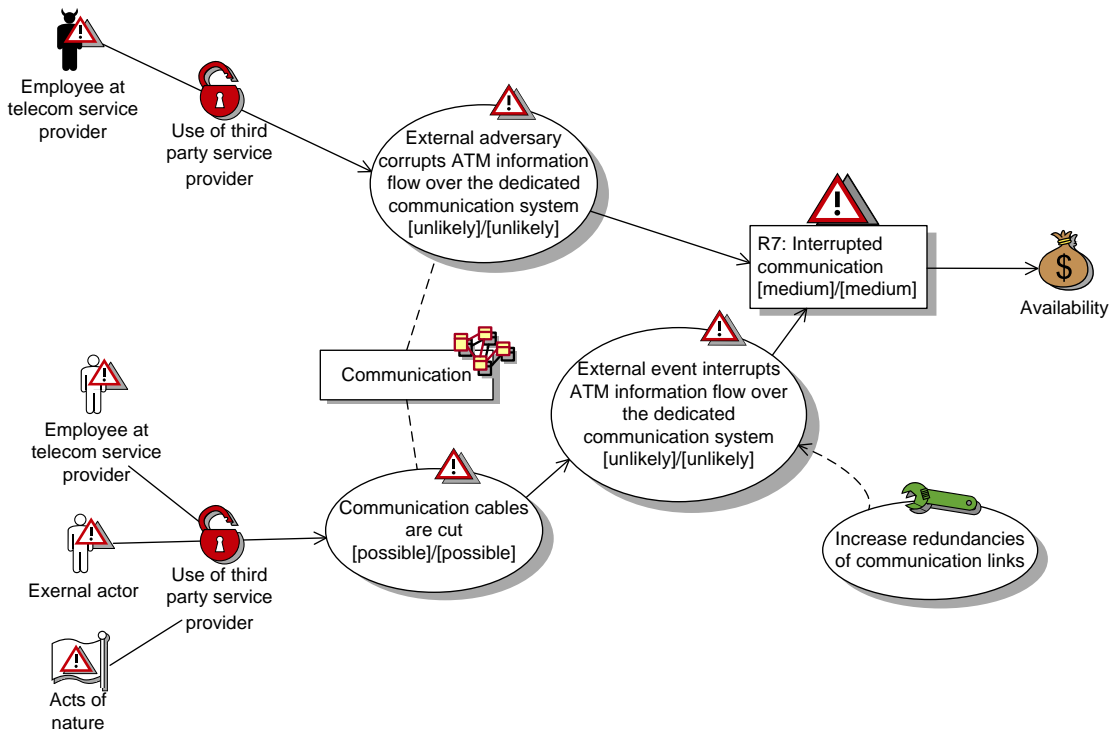 Employee at
telecom service
provider
Use of third
party service
provider
External adversary
corrupts ATM information
flow over the dedicated
communication system
[unlikely]/[unlikely]
R7: Interrupted
communication
[medium]/[medium]
$
Availability
Communication
External event interrupts
ATM information flow over
the dedicated
communication system
[unlikely]/[unlikely]
Employee at
telecom service
provider
Communication cables
are cut
[possible]/[possible]
Increase redundancies
of communication links
Exernal actor
Use of third
party service
provider
Acts of
nature